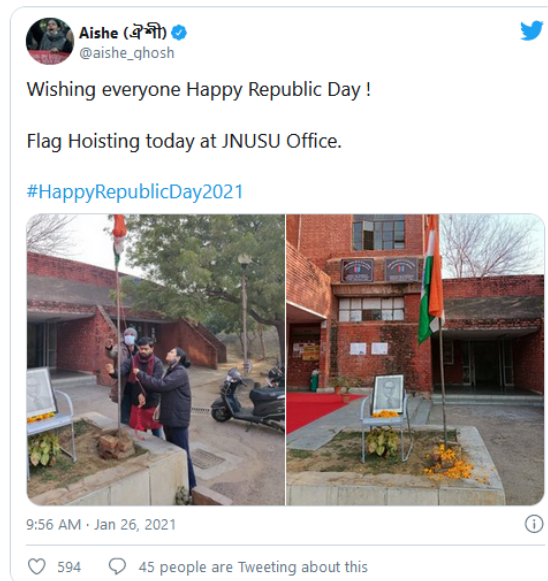 Aishe (ঐশী)
@aishe_ghosh
Wishing everyone Happy Republic Day !
Flag Hoisting today at JNUSU Office.
#HappyRepublicDay2021
9:56 AM · Jan 26, 2021
594
45 people are Tweeting about this